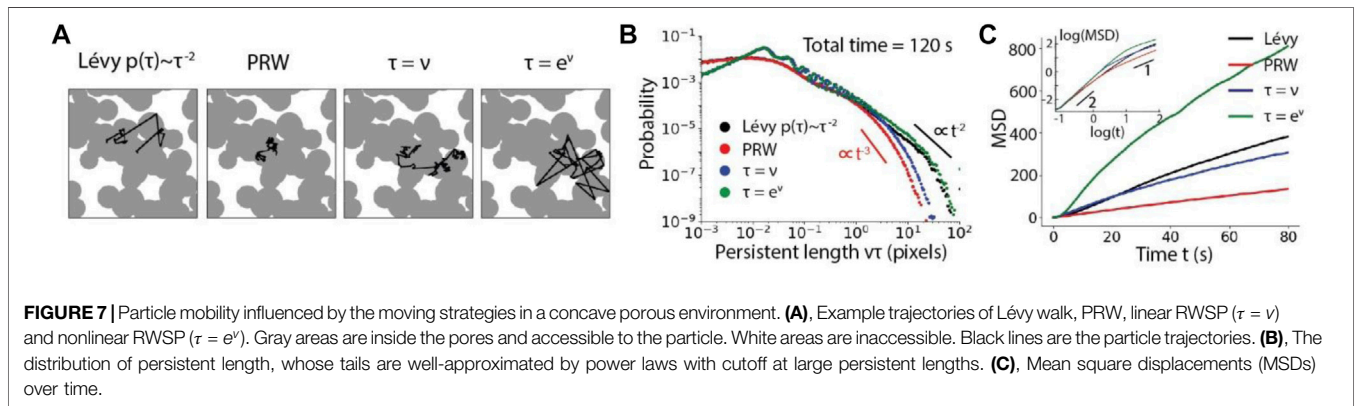 A
Lévy p(τ)~τ-2
PRW
τ = ν
τ = eν
B
10-1
10-3
10-5
10-7
10-9
Probability
Total time = 120 s
Lévy p(τ)~τ-2
PRW
τ = ν
τ = eν
∝t-3
∝t-2
10-3
10-2
10-1
100
101
102
Persistent length vτ (pixels)
C
800
600
400
200
0
MSD
log(MSD)
2
0
-2
2
1
-1
0
1
2
log(t)
Lévy
PRW
τ = ν
τ = eν
0
20
40
60
80
Time t (s)
FIGURE 7 | Particle mobility influenced by the moving strategies in a concave porous environment. (A), Example trajectories of Lévy walk, PRW, linear RWSP (τ = v)
and nonlinear RWSP (τ = ev). Gray areas are inside the pores and accessible to the particle. White areas are inaccessible. Black lines are the particle trajectories. (B), The
distribution of persistent length, whose tails are well-approximated by power laws with cutoff at large persistent lengths. (C), Mean square displacements (MSDs)
over time.